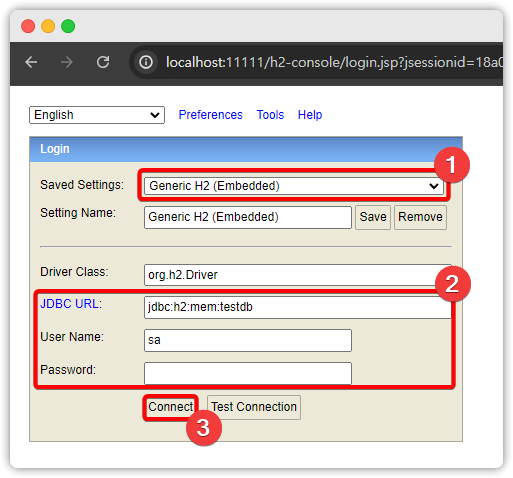 localhost:11111/h2-console/login.jsp?jsessionid=18a0
English Preferences Tools Help
Login
1
Saved Settings: Generic H2 (Embedded)
Setting Name: Generic H2 (Embedded) Save Remove
Driver Class: org.h2.Driver
2
JDBC URL: jdbc:h2:mem:testdb
User Name: sa
Password:
Connect Test Connection
3